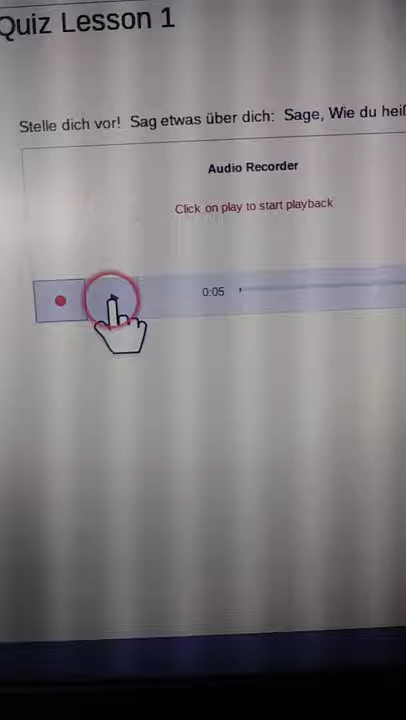 Quiz Lesson 1
Stelle dich vor! Sag etwas über dich: Sage, Wie du
Audio Recorder
Click on play to start playback
0:05